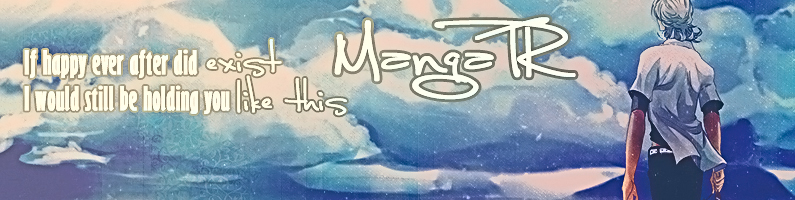 If happy ever after did exist
I would still be holding you like this
MangaTR